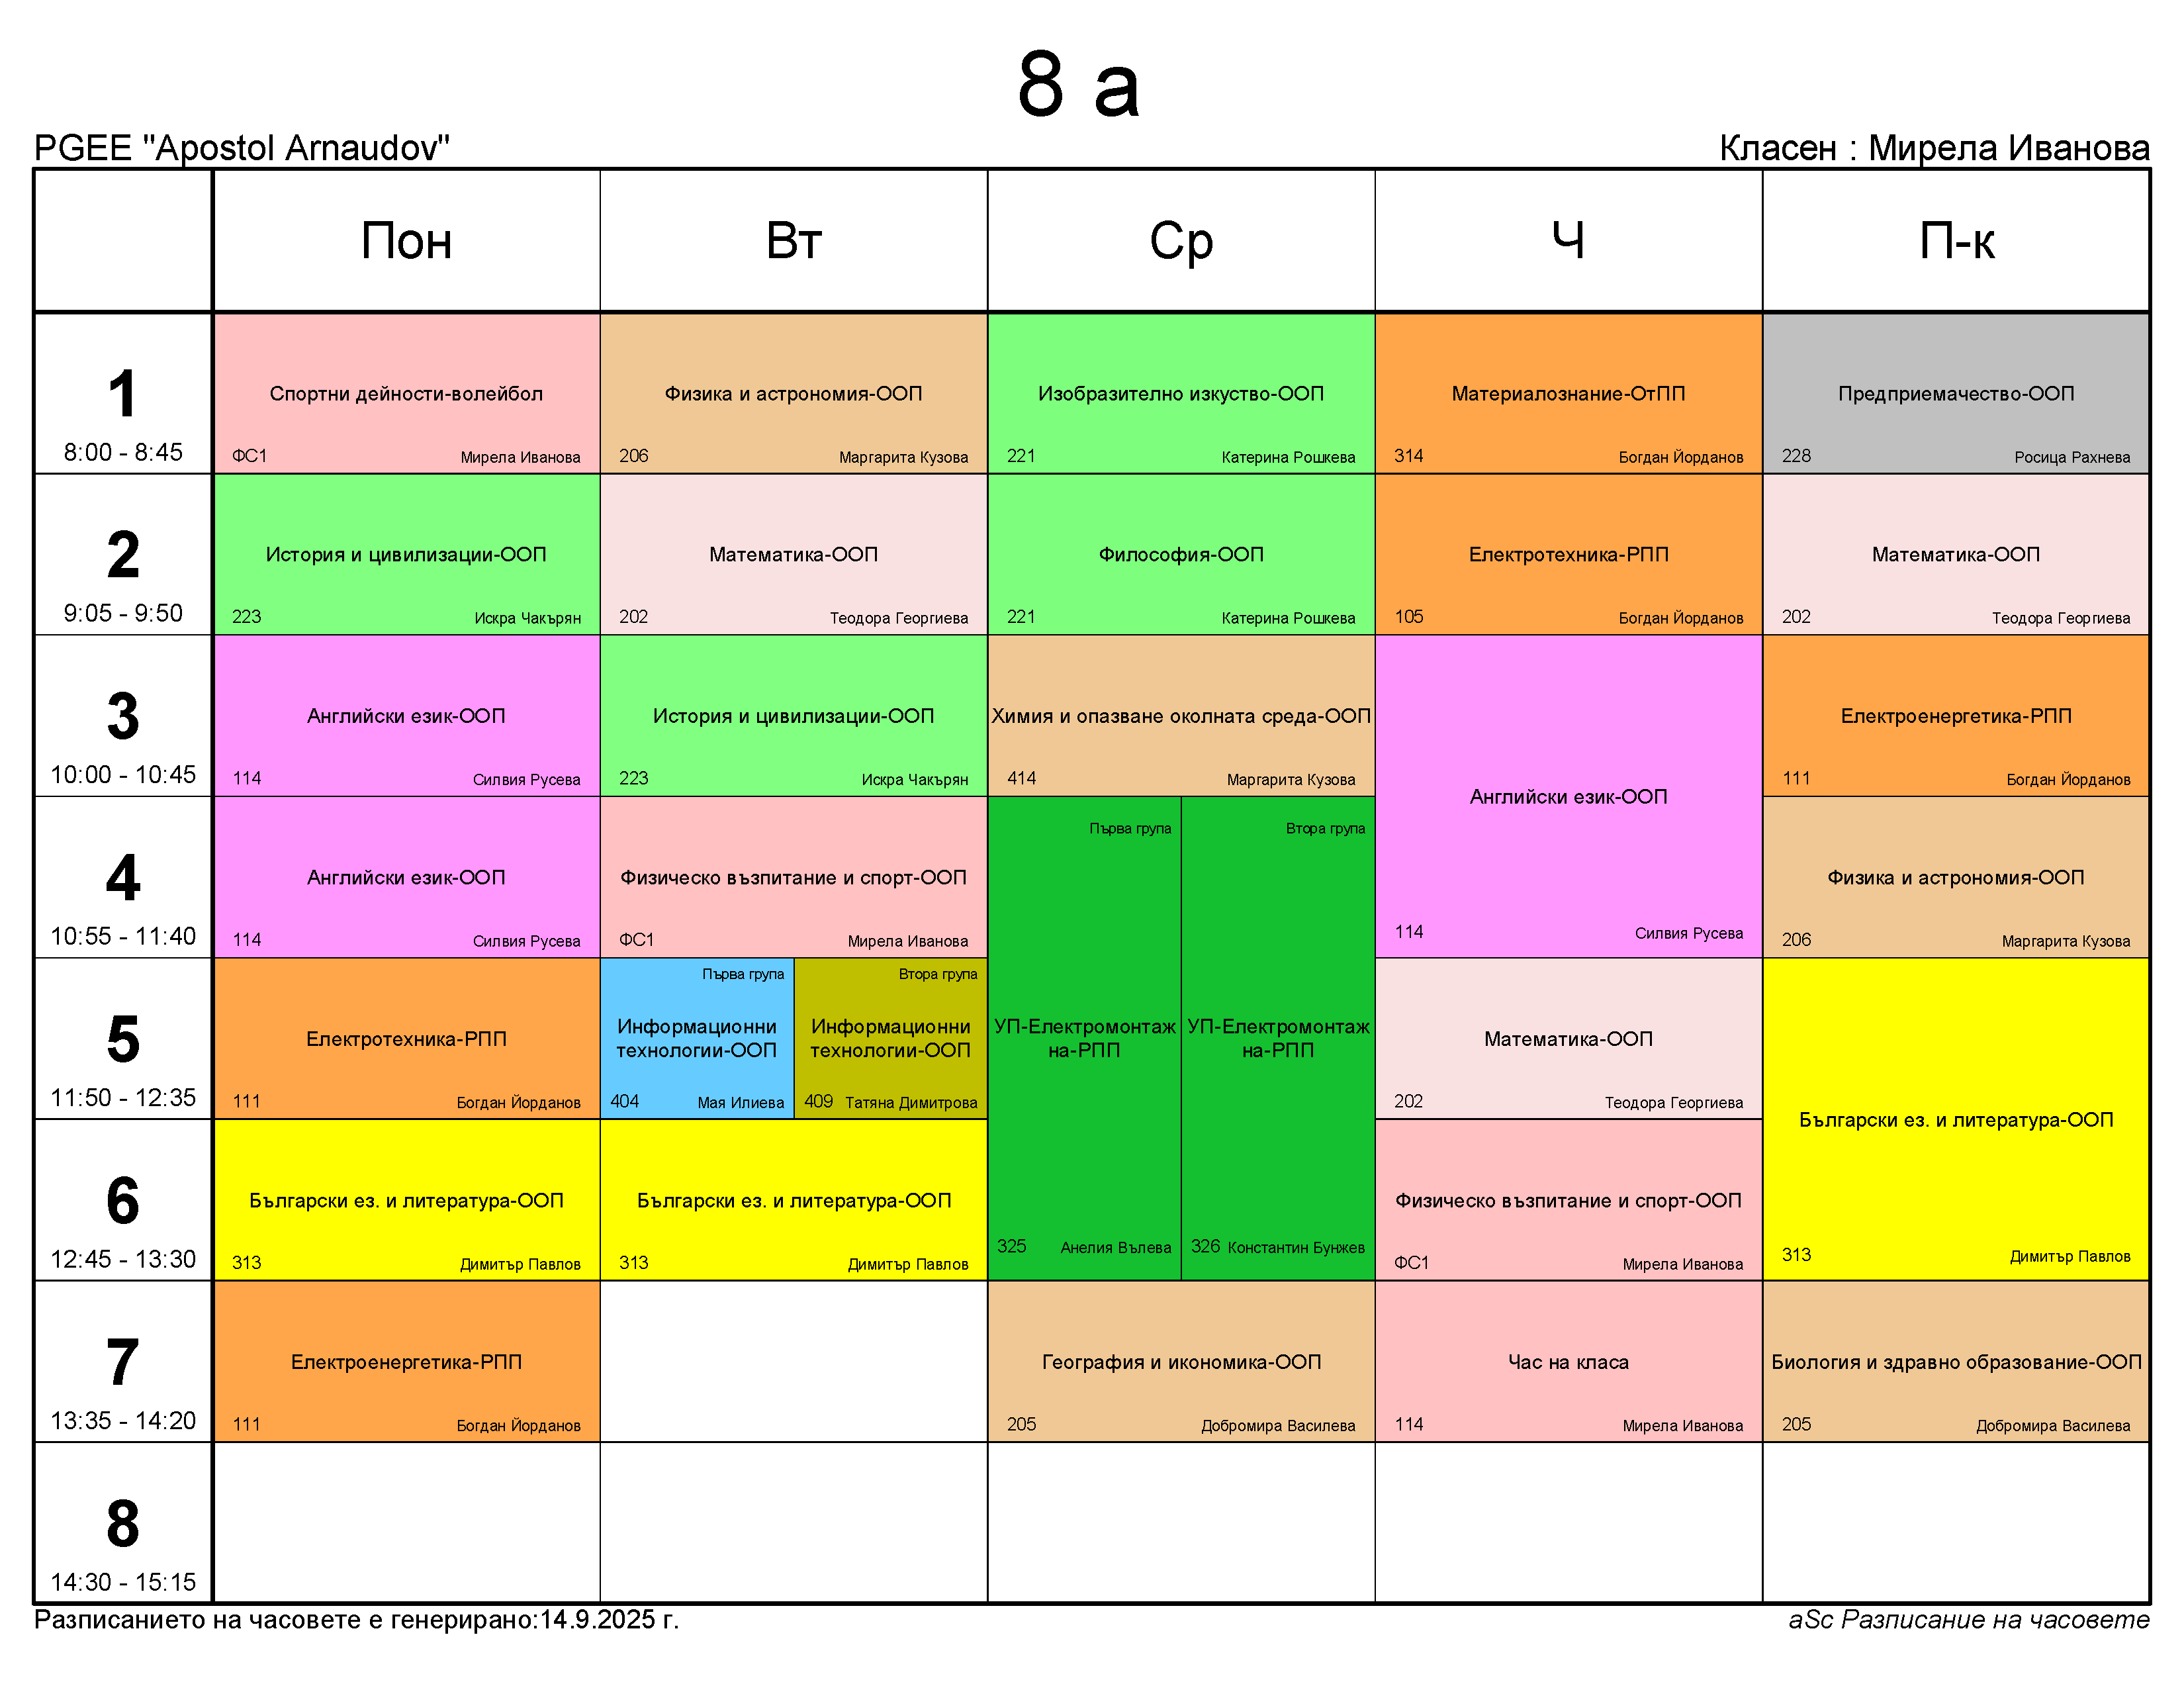 8 а
PGEE "Apostol Arnaudov"
Класен : Мирела Иванова
Пон
Вт
Ср
Ч
П-к
1
8:00 - 8:45
Спортни дейности-волейбол
ФС1 Мирела Иванова
Физика и астрономия-ООП
206 Маргарита Кузова
Изобразително изкуство-ООП
221 Катерина Рошкева
Материалознание-ОтПП
314 Богдан Йорданов
Предприемачество-ООП
228 Росица Рахнева
2
9:05 - 9:50
История и цивилизации-ООП
223 Искра Чакърян
Математика-ООП
202 Теодора Георгиева
Философия-ООП
221 Катерина Рошкева
Електротехника-РПП
105 Богдан Йорданов
Математика-ООП
202 Теодора Георгиева
3
10:00 - 10:45
Английски език-ООП
114 Силвия Русева
История и цивилизации-ООП
223 Искра Чакърян
Химия и опазване околната среда-ООП
414 Маргарита Кузова
Английски език-ООП
114 Силвия Русева
Електроенергетика-РПП
111 Богдан Йорданов
4
10:55 - 11:40
Английски език-ООП
114 Силвия Русева
Физическо възпитание и спорт-ООП
ФС1 Мирела Иванова
Първа група
УП-Електромонтаж
на-РПП
325 Анелия Вълева
Втора група
УП-Електромонтаж
на-РПП
326 Константин Бунжев
Физика и астрономия-ООП
206 Маргарита Кузова
5
11:50 - 12:35
Електротехника-РПП
111 Богдан Йорданов
Първа група
Информационни
технологии-ООП
404 Мая Илиева
Втора група
Информационни
технологии-ООП
409 Татяна Димитрова
Математика-ООП
202 Теодора Георгиева
Български ез. и литература-ООП
313 Димитър Павлов
6
12:45 - 13:30
Български ез. и литература-ООП
313 Димитър Павлов
Български ез. и литература-ООП
313 Димитър Павлов
Физическо възпитание и спорт-ООП
ФС1 Мирела Иванова
7
13:35 - 14:20
Електроенергетика-РПП
111 Богдан Йорданов
География и икономика-ООП
205 Добромира Василева
Час на класа
114 Мирела Иванова
Биология и здравно образование-ООП
205 Добромира Василева
8
14:30 - 15:15
Разписанието на часовете е генерирано:14.9.2025 г.
aSc Разписание на часовете